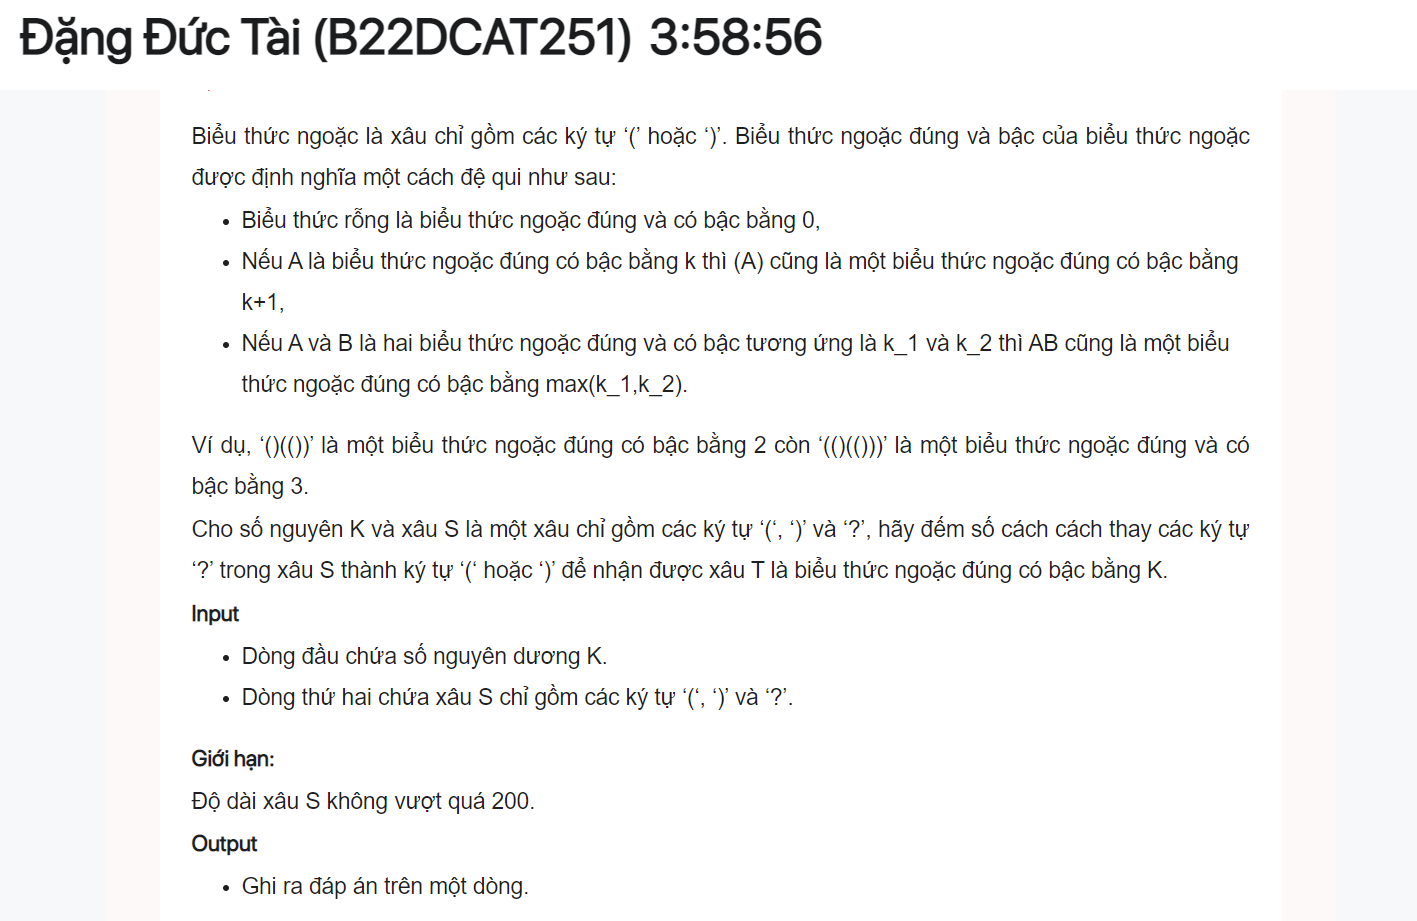 Đặng Đức Tài (B22DCAT251) 3:58:56
Biểu thức ngoặc là xâu chỉ gồm các ký tự ‘(’ hoặc ‘)’. Biểu thức ngoặc đúng và bậc của biểu thức ngoặc
được định nghĩa một cách đệ qui như sau:
• Biểu thức rỗng là biểu thức ngoặc đúng và có bậc bằng 0,
• Nếu A là biểu thức ngoặc đúng có bậc bằng k thì (A) cũng là một biểu thức ngoặc đúng có bậc bằng
k+1,
• Nếu A và B là hai biểu thức ngoặc đúng và có bậc tương ứng là k_1 và k_2 thì AB cũng là một biểu
thức ngoặc đúng có bậc bằng max(k_1,k_2).
Ví dụ, ‘()(())’ là một biểu thức ngoặc đúng có bậc bằng 2 còn ‘(()(()))’ là một biểu thức ngoặc đúng và có
bậc bằng 3.
Cho số nguyên K và xâu S là một xâu chỉ gồm các ký tự ‘(‘, ‘)’ và ‘?’, hãy đếm số cách cách thay các ký tự
‘?’ trong xâu S thành ký tự ‘(‘ hoặc ‘)’ để nhận được xâu T là biểu thức ngoặc đúng có bậc bằng K.
Input
• Dòng đầu chứa số nguyên dương K.
• Dòng thứ hai chứa xâu S chỉ gồm các ký tự ‘(‘, ‘)’ và ‘?’.
Giới hạn:
Độ dài xâu S không vượt quá 200.
Output
• Ghi ra đáp án trên một dòng.